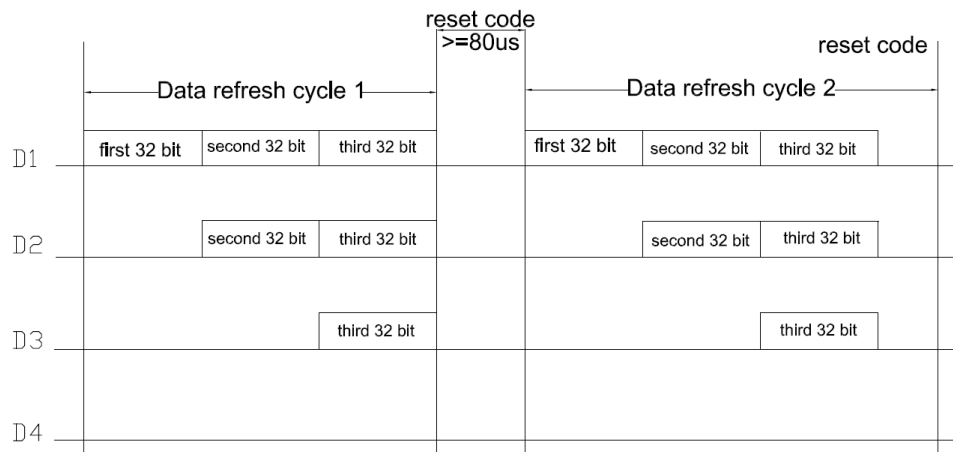 reset code
>=80us
reset code
Data refresh cycle 1
Data refresh cycle 2
D1 first 32 bit second 32 bit third 32 bit first 32 bit second 32 bit third 32 bit
D2 second 32 bit third 32 bit second 32 bit third 32 bit
D3 third 32 bit third 32 bit
D4